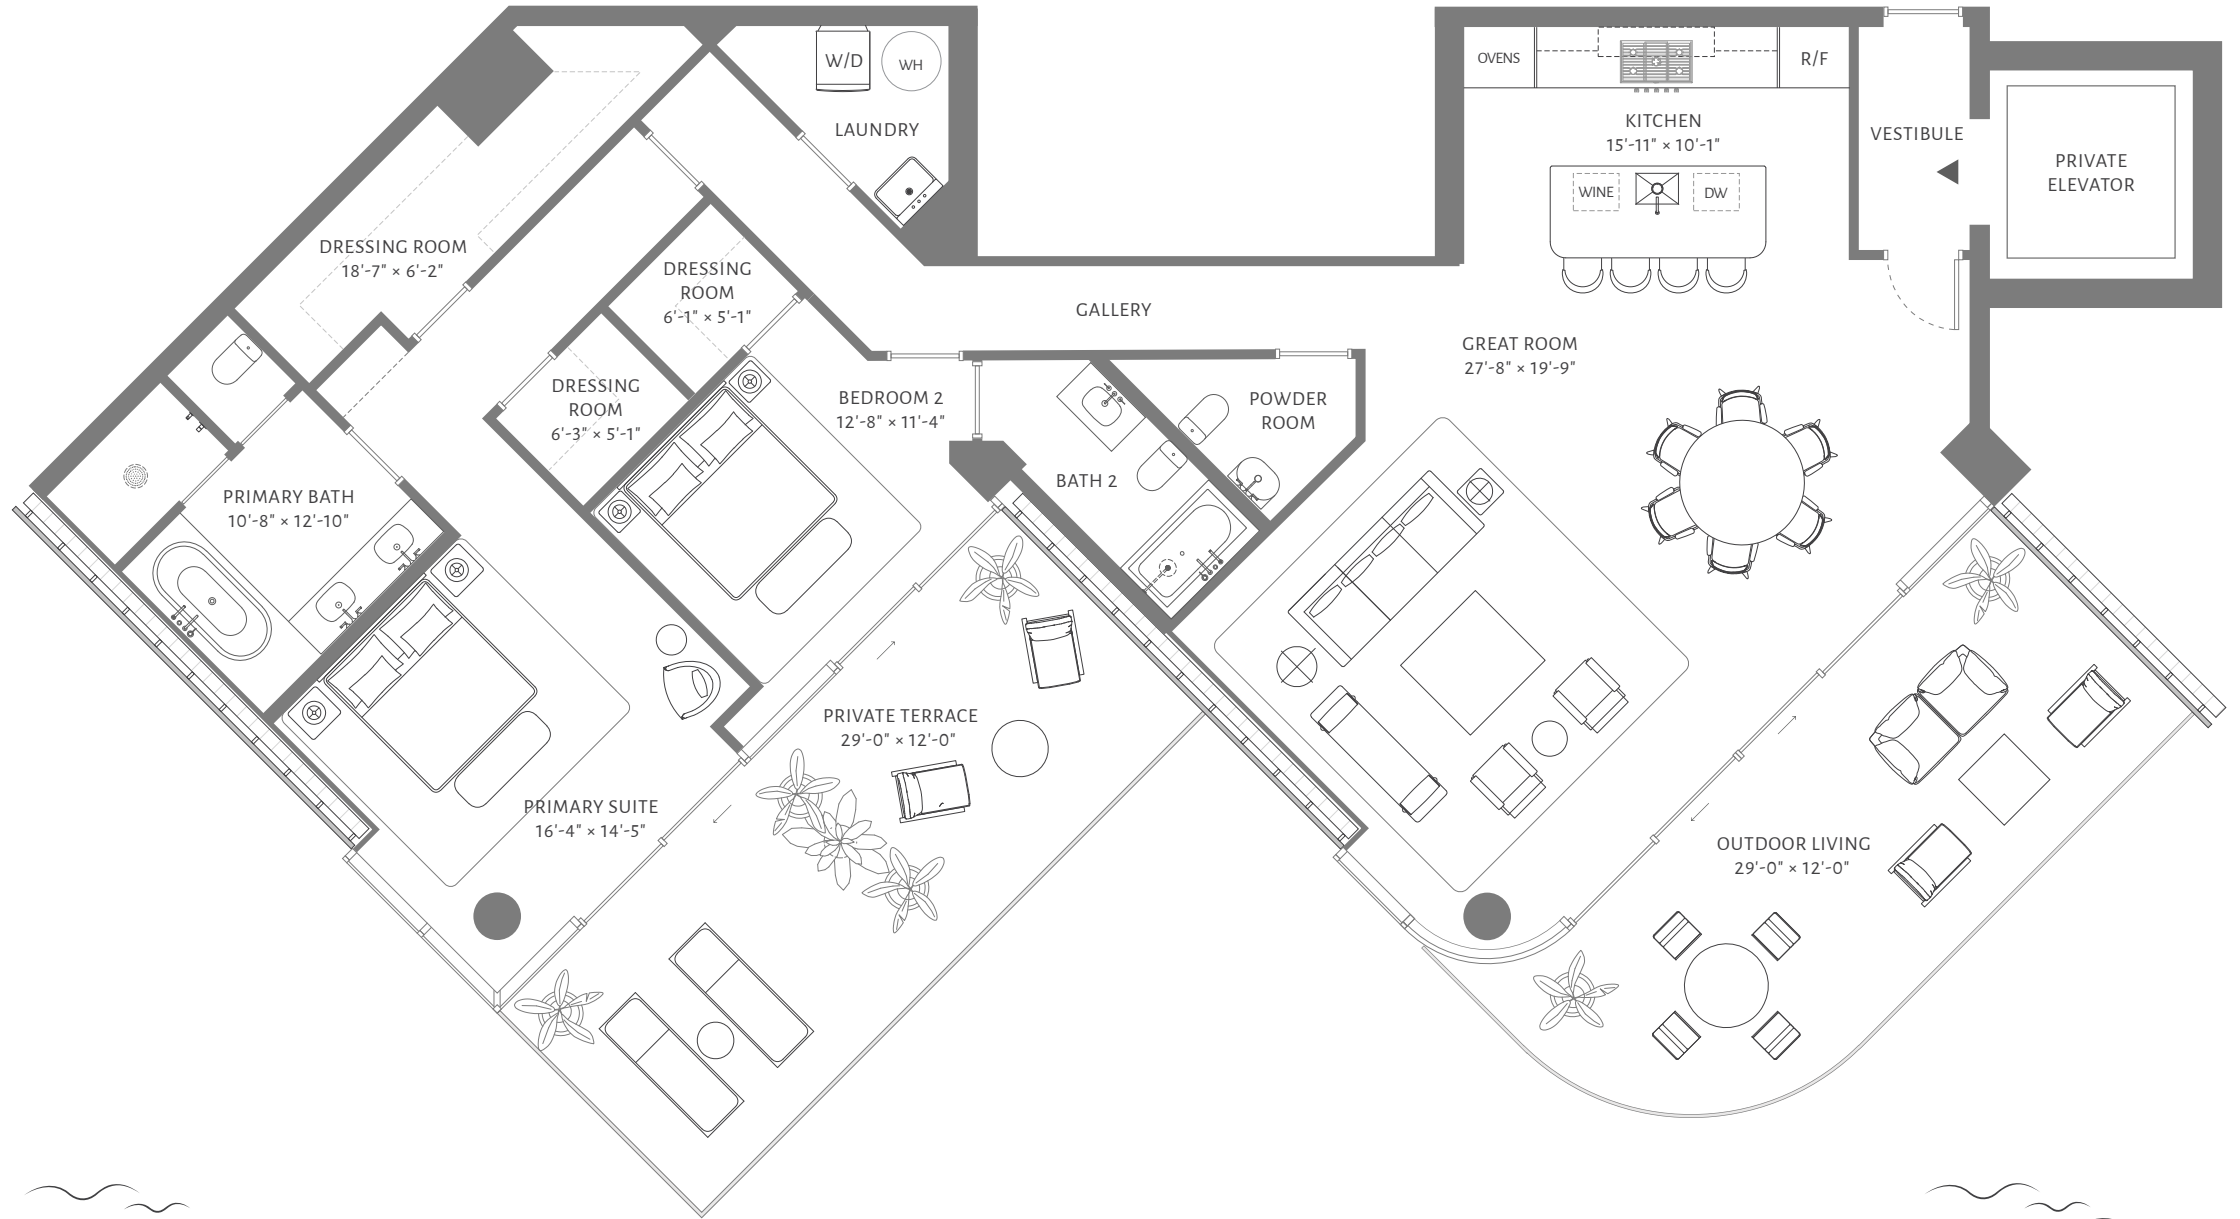 W/D
WH
LAUNDRY
OVENS
R/F
KITCHEN
15'-11" × 10'-1"
VESTIBULE
PRIVATE
ELEVATOR
WINE
DW
DRESSING ROOM
18'-7" × 6'-2"
DRESSING
ROOM
6'-1" × 5'-1"
GALLERY
GREAT ROOM
27'-8" × 19'-9"
DRESSING
ROOM
6'-3" × 5'-1"
BEDROOM 2
12'-8" × 11'-4"
POWDER
ROOM
BATH 2
PRIMARY BATH
10'-8" × 12'-10"
PRIVATE TERRACE
29'-0" × 12'-0"
PRIMARY SUITE
16'-4" × 14'-5"
OUTDOOR LIVING
29'-0" × 12'-0"